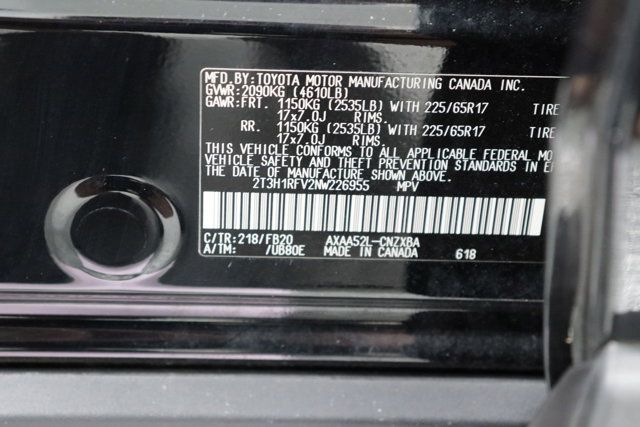 MFD.BY:TOYOTA MOTOR MANUFACTURING CANADA INC.
GVWR:2090KG (4610LB)
GAWR:FRT. 1150KG (2535LB) WITH 225/65R17 TIRE
17x7.0J RIMS.
RR. 1150KG (2535LB) WITH 225/65R17 TIRE
17x7.0J RIMS.
THIS VEHICLE CONFORMS TO ALL APPLICABLE FEDERAL MO
VEHICLE SAFETY AND THEFT PREVENTION STANDARDS IN E
THE DATE OF MANUFACTURE SHOWN ABOVE.
2T3H1RFV2NW226955 MPV
C/TR:218/FB20 AXAA52L-CNZXBA
A/TM: /UB80E MADE IN CANADA 618